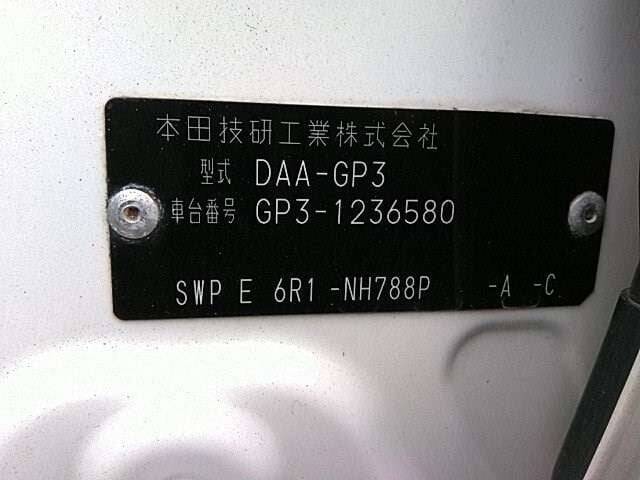 本田技研工業株式会社
型式 DAA-GP3
車台番号 GP3-1236580
SWP E 6R1 -NH788P -A -C